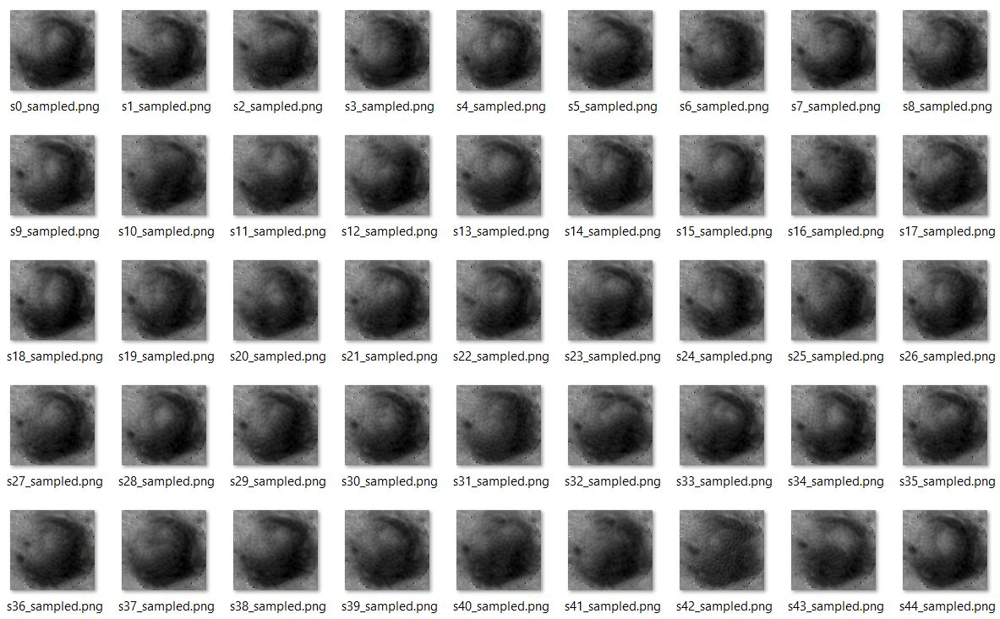 s0_sampled.png s1_sampled.png s2_sampled.png s3_sampled.png s4_sampled.png s5_sampled.png s6_sampled.png s7_sampled.png s8_sampled.png
s9_sampled.png s10_sampled.png s11_sampled.png s12_sampled.png s13_sampled.png s14_sampled.png s15_sampled.png s16_sampled.png s17_sampled.png
s18_sampled.png s19_sampled.png s20_sampled.png s21_sampled.png s22_sampled.png s23_sampled.png s24_sampled.png s25_sampled.png s26_sampled.png
s27_sampled.png s28_sampled.png s29_sampled.png s30_sampled.png s31_sampled.png s32_sampled.png s33_sampled.png s34_sampled.png s35_sampled.png
s36_sampled.png s37_sampled.png s38_sampled.png s39_sampled.png s40_sampled.png s41_sampled.png s42_sampled.png s43_sampled.png s44_sampled.png